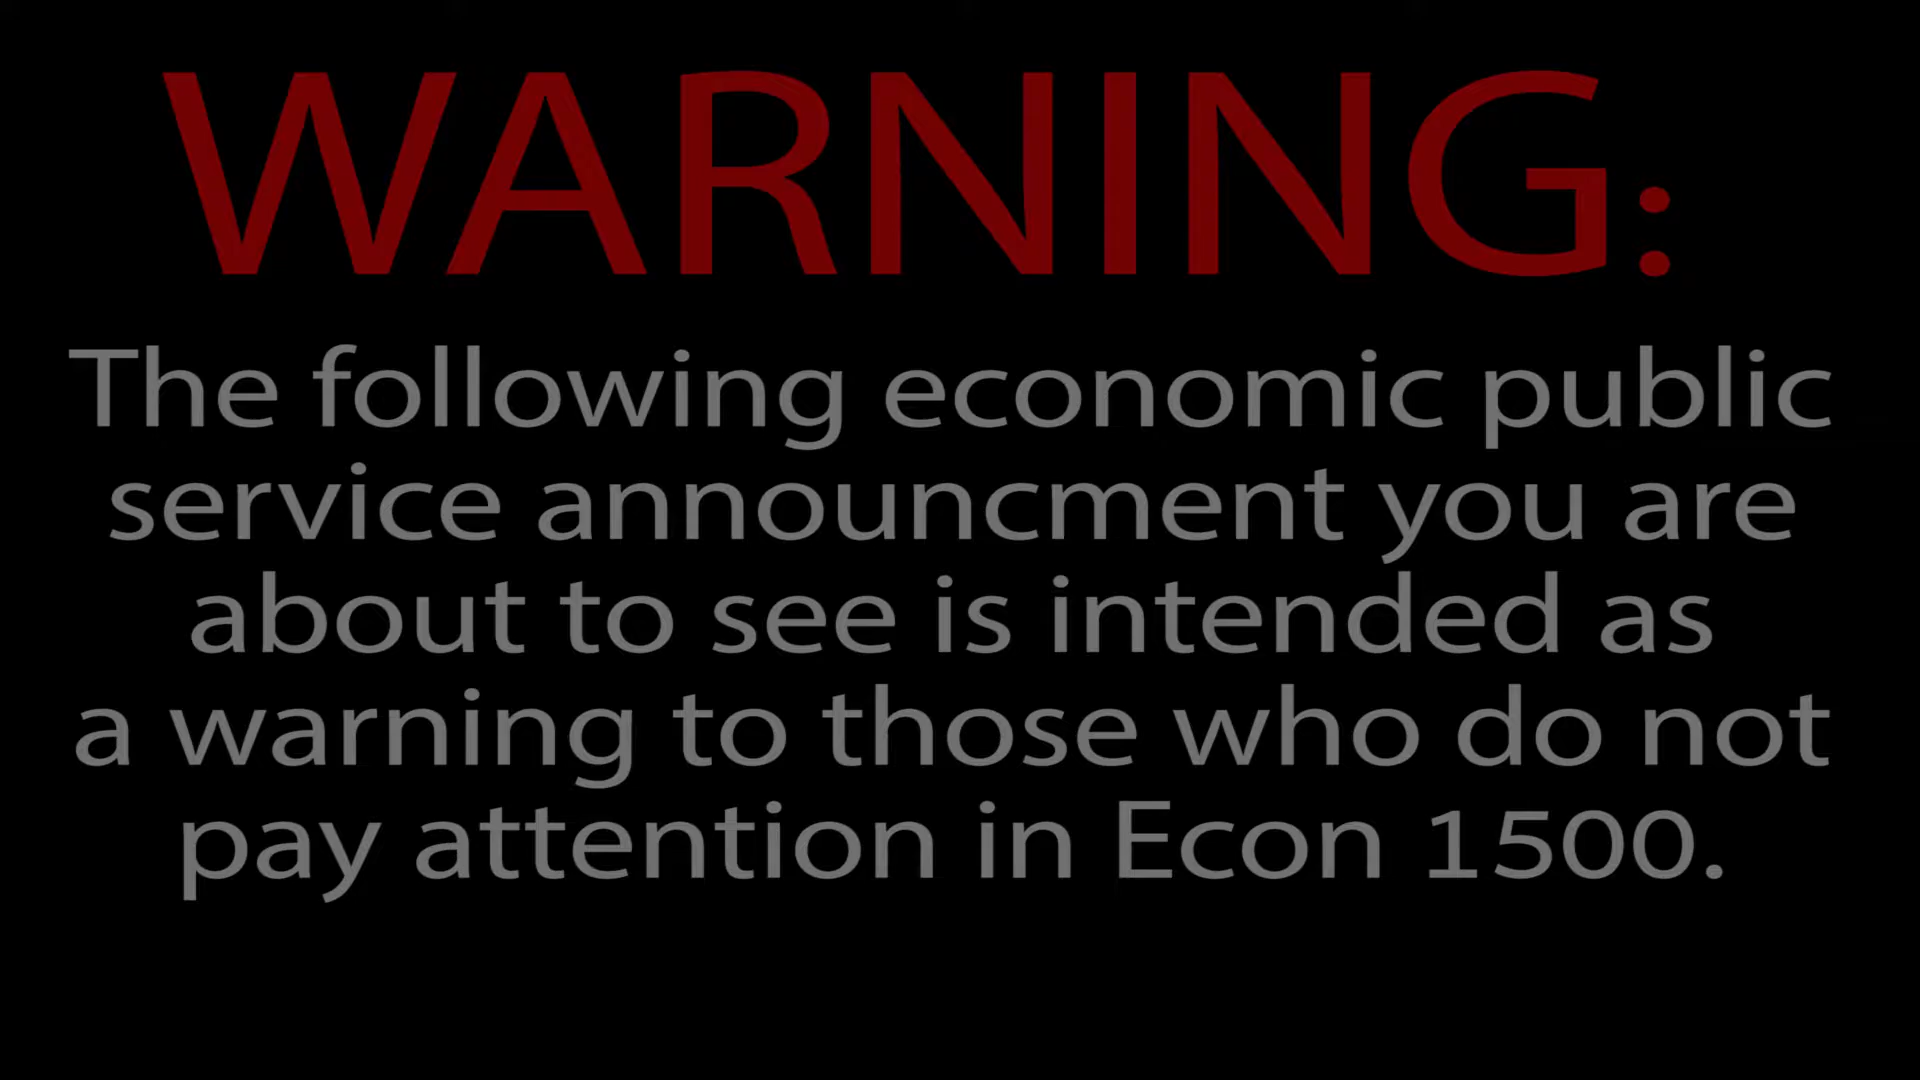 WARNING:
The following economic public
service announcment you are
about to see is intended as
a warning to those who do not
pay attention in Econ 1500.